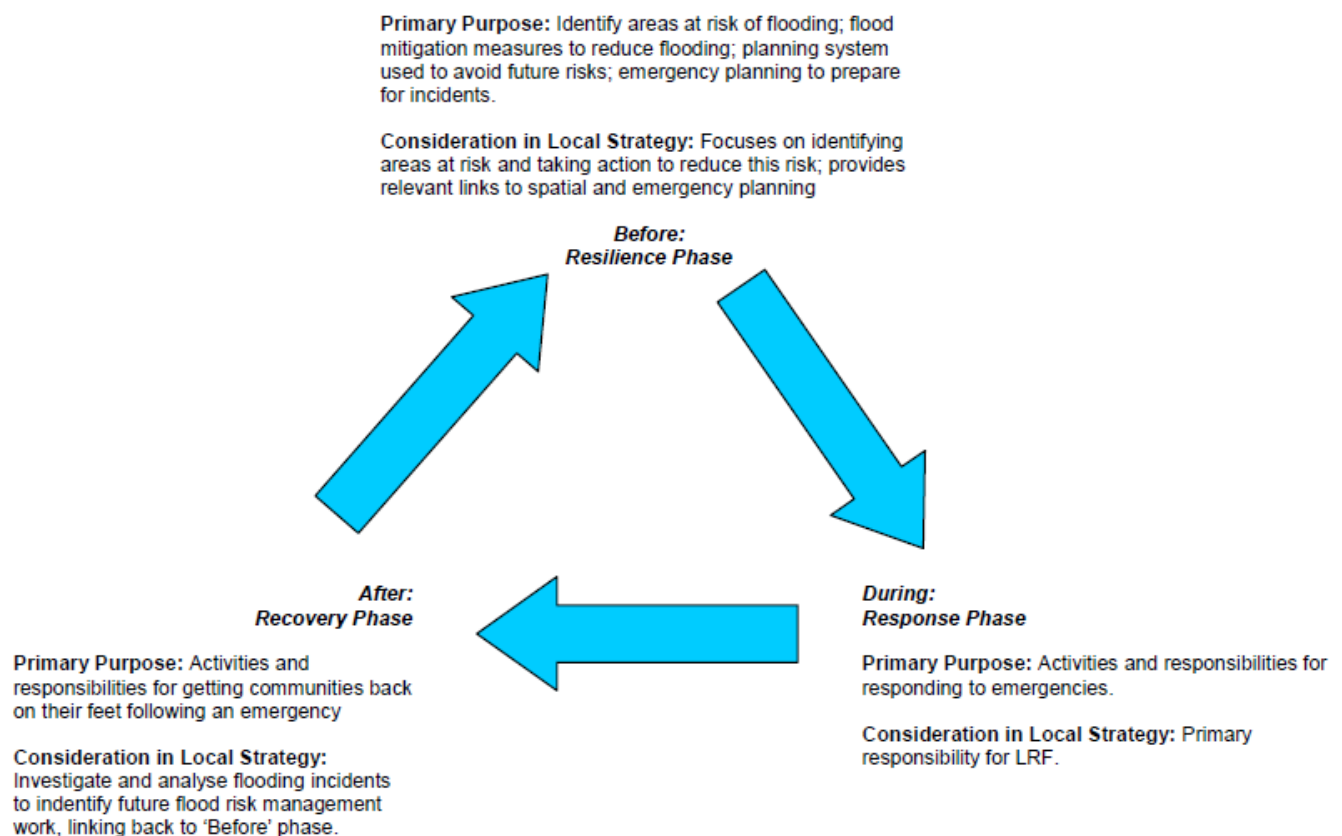 Primary Purpose: Identify areas at risk of flooding; flood
mitigation measures to reduce flooding; planning system
used to avoid future risks; emergency planning to prepare
for incidents.
Consideration in Local Strategy: Focuses on identifying
areas at risk and taking action to reduce this risk; provides
relevant links to spatial and emergency planning
Before:
Resilience Phase
After:
Recovery Phase
Primary Purpose: Activities and
responsibilities for getting communities back
on their feet following an emergency
Consideration in Local Strategy:
Investigate and analyse flooding incidents
to indentify future flood risk management
work, linking back to ‘Before’ phase.
During:
Response Phase
Primary Purpose: Activities and responsibilities for
responding to emergencies.
Consideration in Local Strategy: Primary
responsibility for LRF.